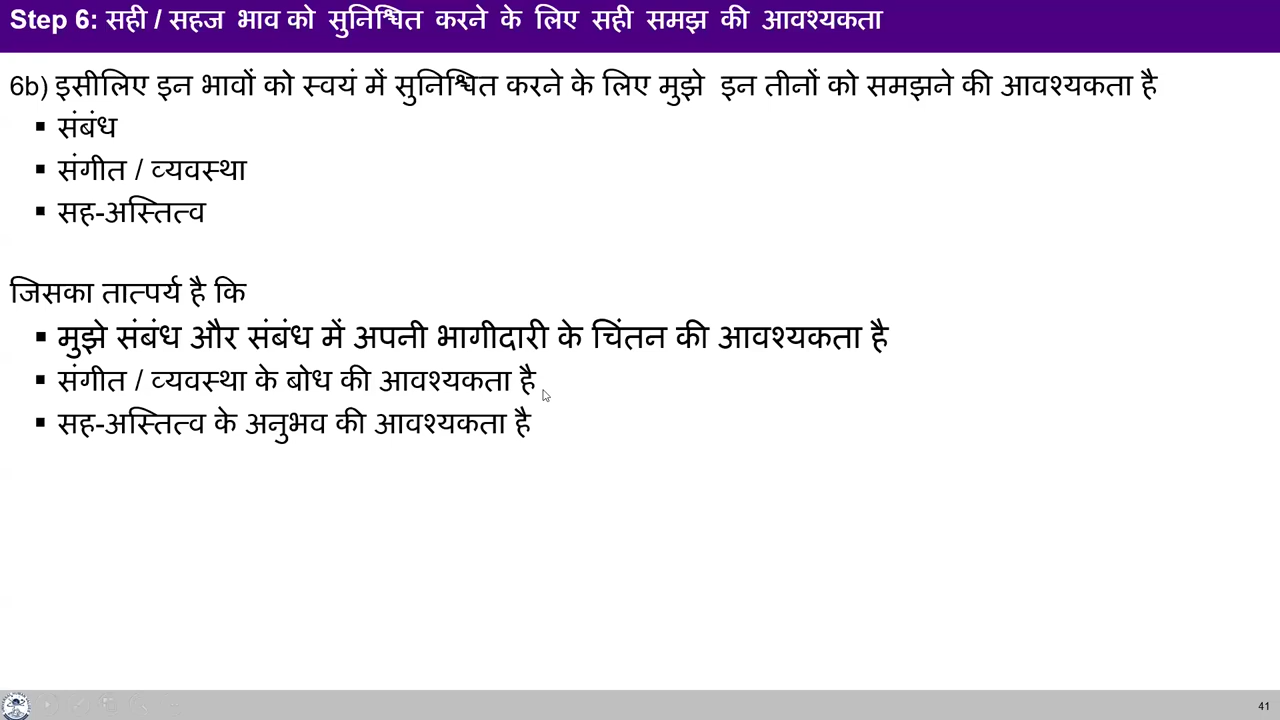 Step 6: सही / सहज भाव को सुनिश्चित करने के लिए सही समझ की आवश्यकता
6b) इसीलिए इन भावों को स्वयं में सुनिश्चित करने के लिए मुझे इन तीनों को समझने की आवश्यकता है
▪ संबंध
▪ संगीत / व्यवस्था
▪ सह-अस्तित्व
जिसका तात्पर्य है कि
▪ मुझे संबंध और संबंध में अपनी भागीदारी के चिंतन की आवश्यकता है
▪ संगीत / व्यवस्था के बोध की आवश्यकता है
▪ सह-अस्तित्व के अनुभव की आवश्यकता है
41